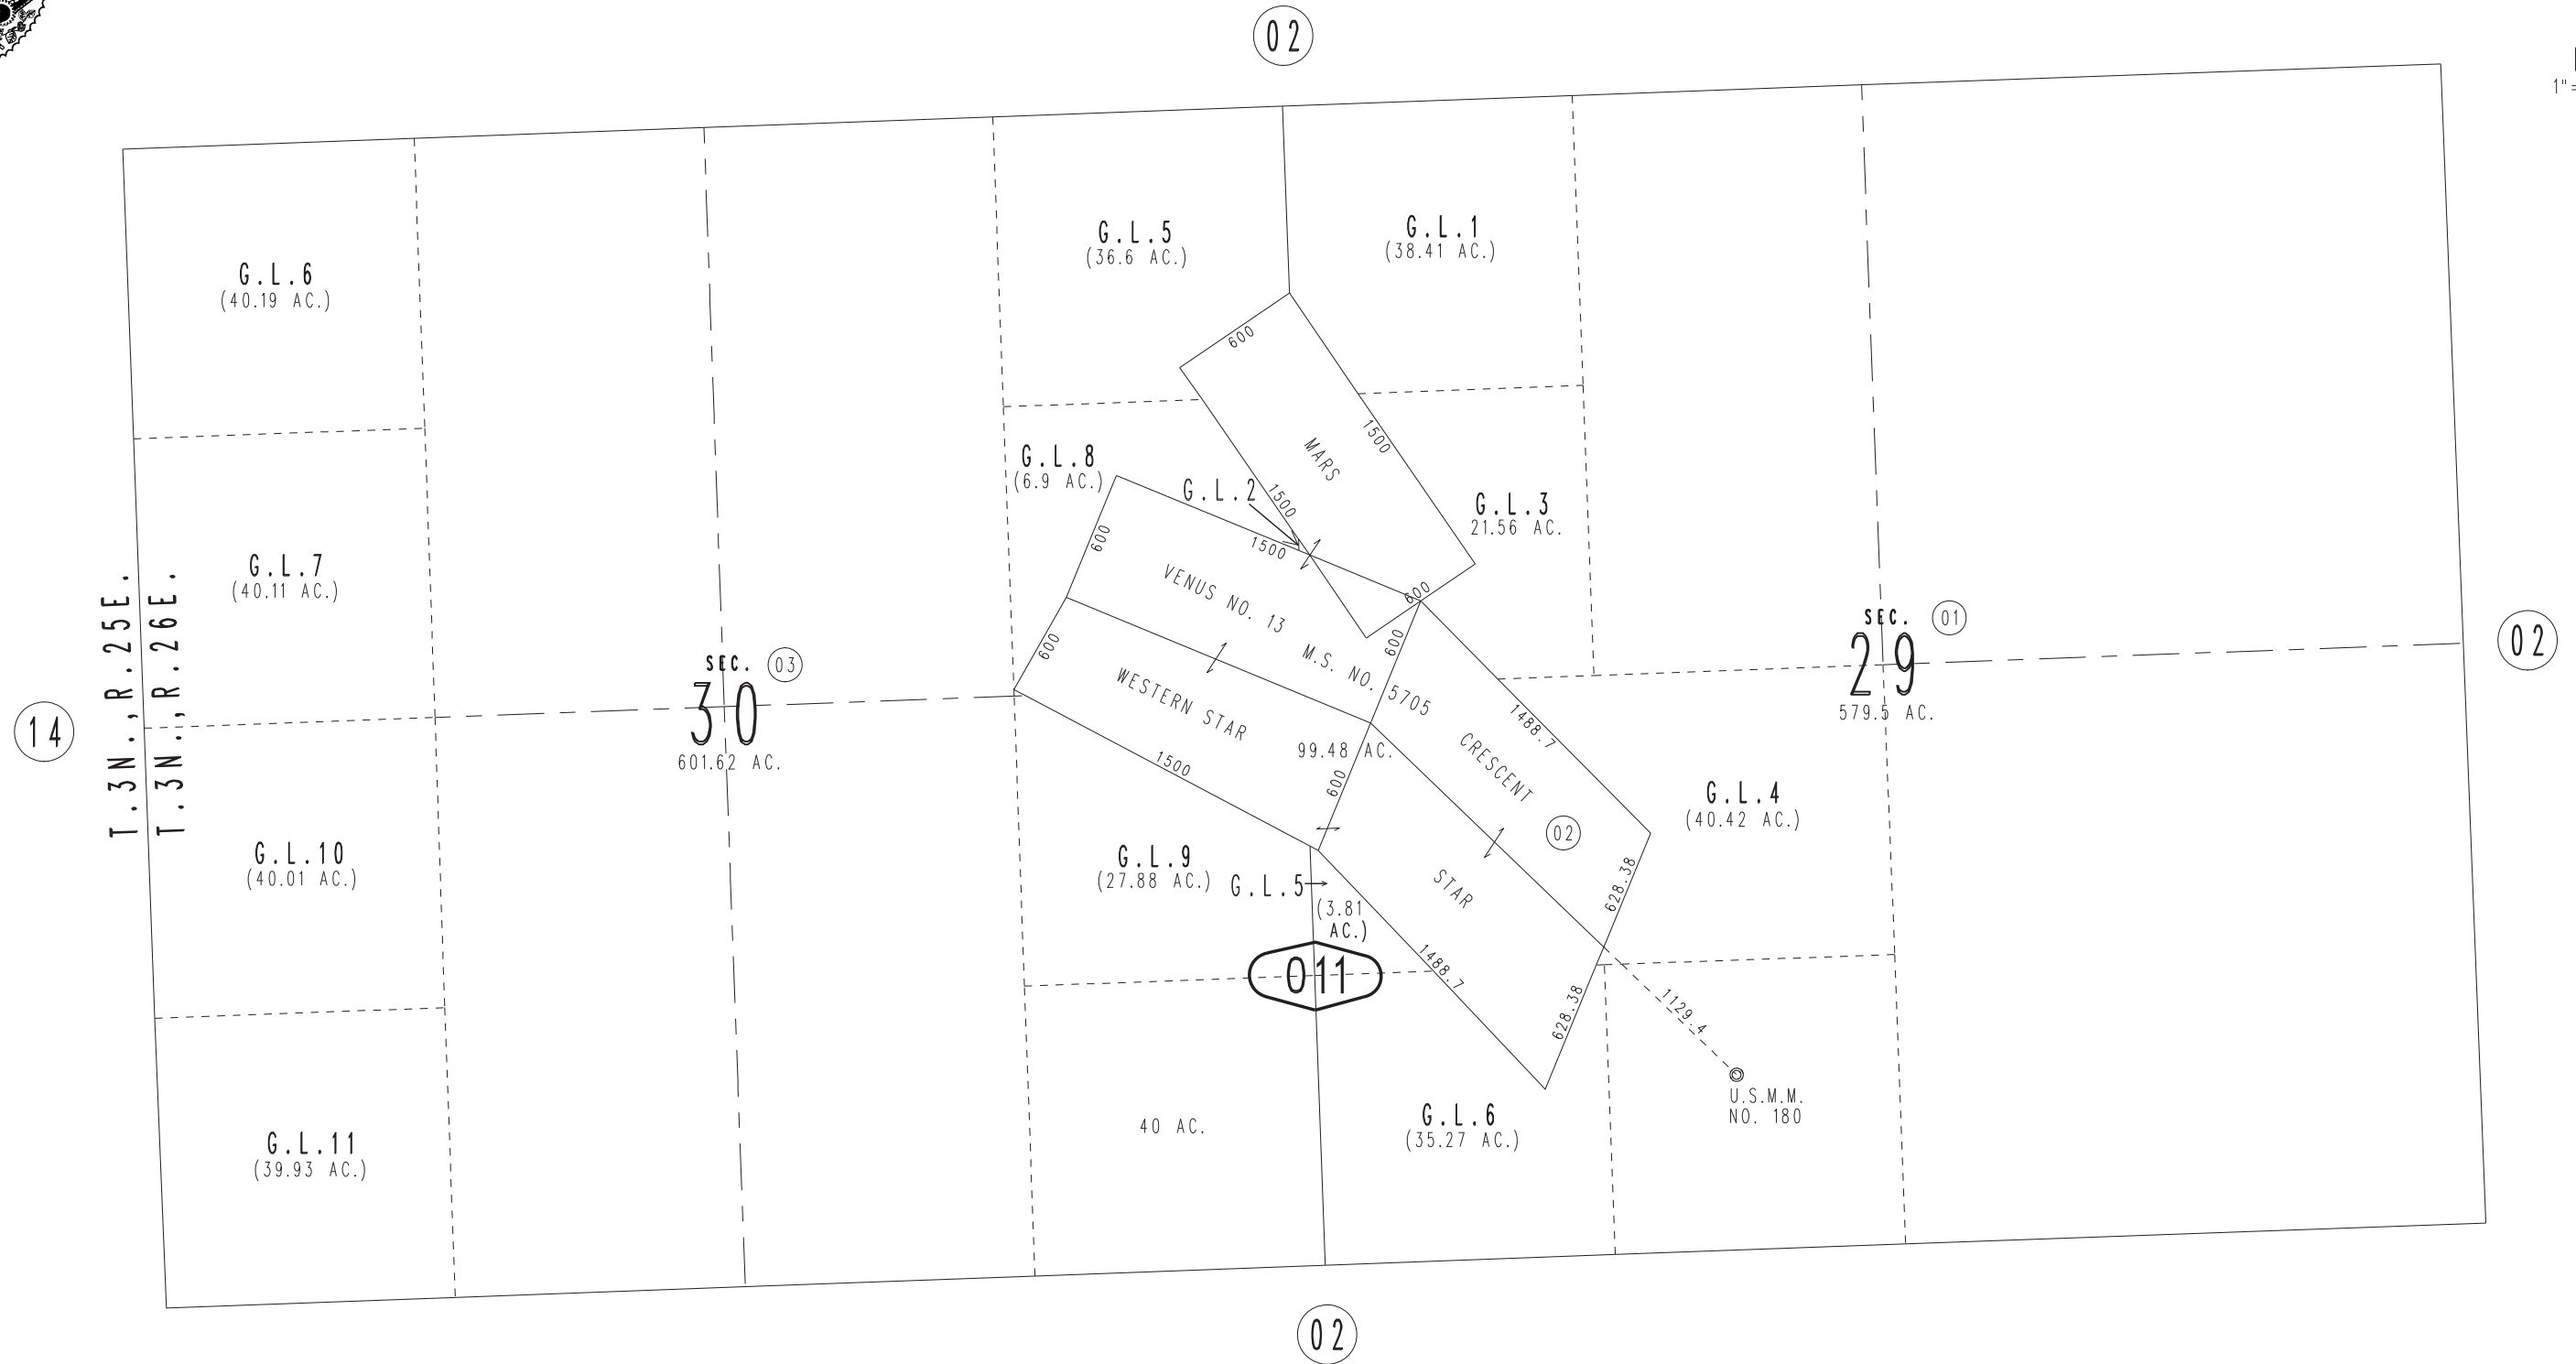 02
1"=
G.L.6
(40.19 AC.)
G.L.5
(36.6 AC.)
G.L.1
(38.41 AC.)
600
1500
MARS
1500
G.L.8
(6.9 AC.)
G.L.2
G.L.3
21.56 AC.
600
1500
G.L.7
(40.11 AC.)
VENUS NO. 13
600
T.3N.,R.25E.
T.3N.,R.26E.
600
600
M.S. NO. 5705
SEC. 03
30
601.62 AC.
SEC. 01
29
579.5 AC.
02
14
WESTERN STAR
1500
99.48 AC.
600
1488.7
CRESCENT
02
G.L.4
(40.42 AC.)
G.L.10
(40.01 AC.)
G.L.9
(27.88 AC.)
G.L.5
(3.81
AC.)
STAR
628.38
011
1488.7
628.38
1129.4
U.S.M.M.
NO. 180
G.L.11
(39.93 AC.)
40 AC.
G.L.6
(35.27 AC.)
02